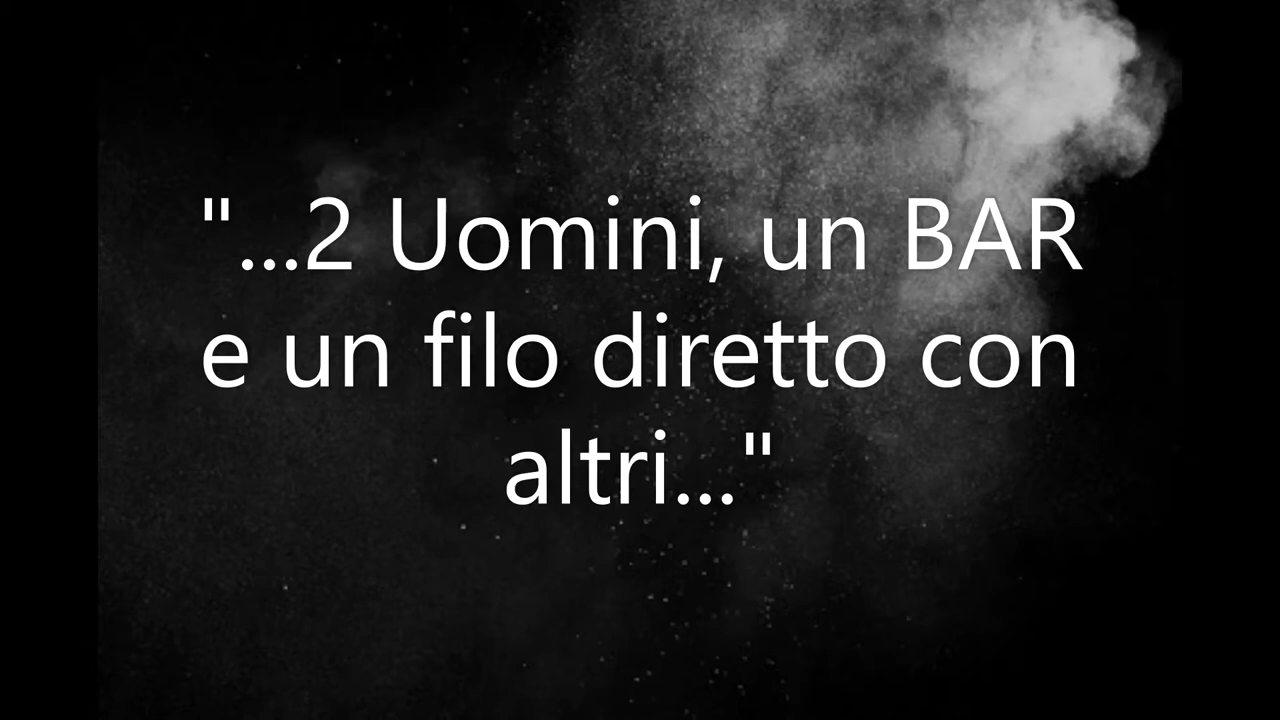 "...2 Uomini, un BAR
e un filo diretto con
altri..."